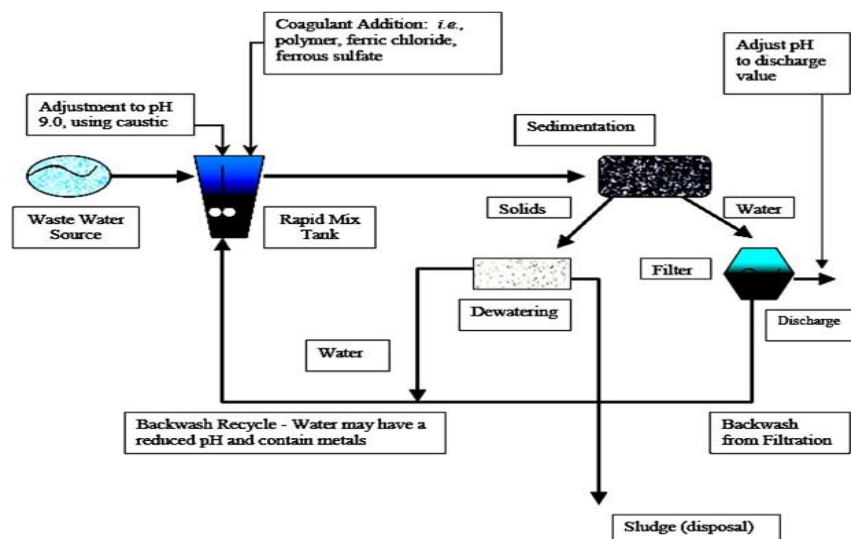 Coagulant Addition: i.e.,
polymer, ferric chloride,
ferrous sulfate
Adjust pH
to discharge
value
Adjustment to pH
9.0, using caustic
Sedimentation
Waste Water
Source
Rapid Mix
Tank
Solids
Water
Filter
Dewatering
Discharge
Water
Backwash Recycle - Water may have a
reduced pH and contain metals
Backwash
from Filtration
Sludge (disposal)